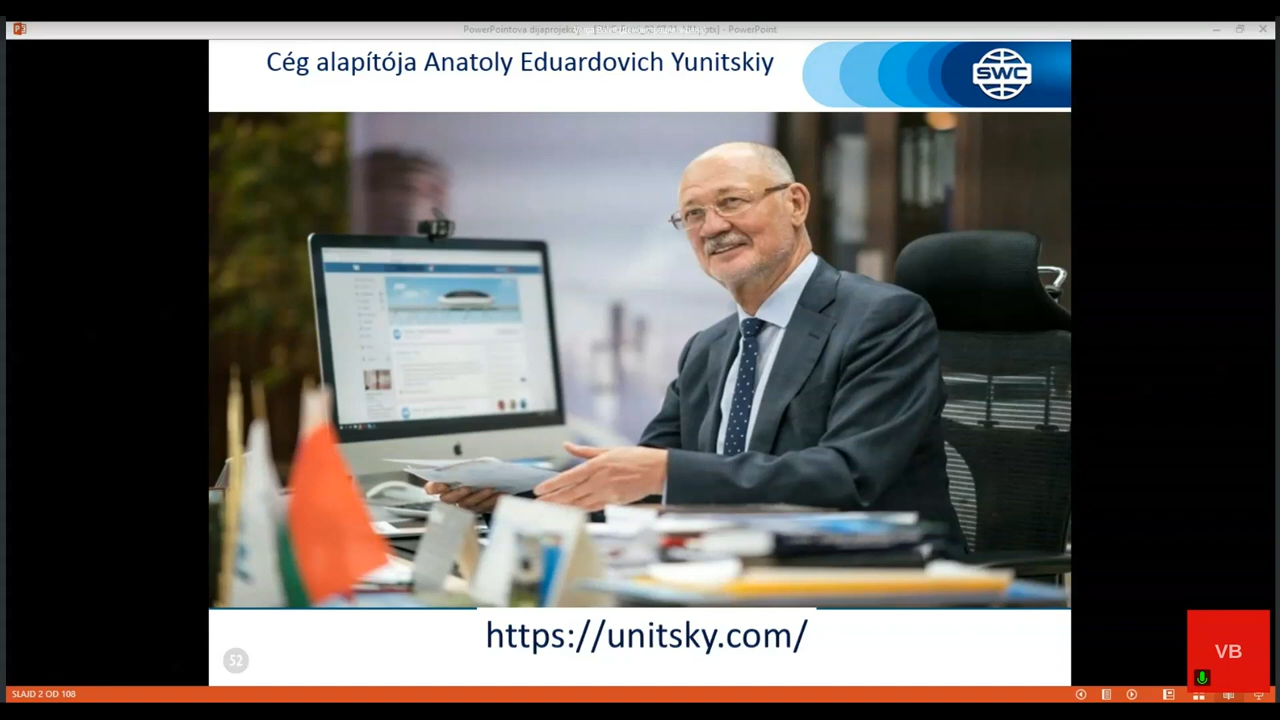 Cég alapítója Anatoly Eduardovich Yunitskiy
SWC
https://unitsky.com/
52
VB
SLAJD 2 OD 108